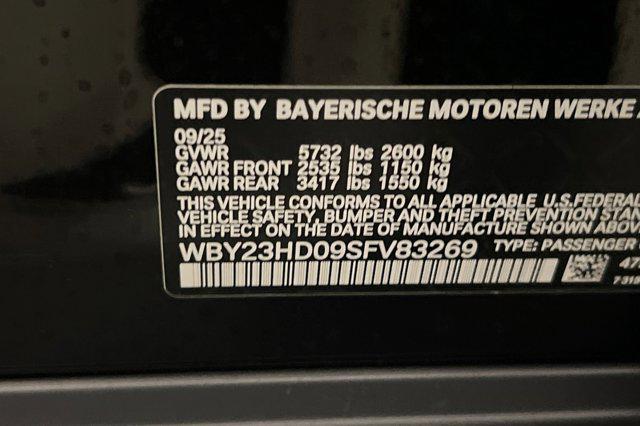 MFD BY BAYERISCHE MOTOREN WERKE
09/25
GVWR 5732 lbs 2600 kg
GAWR FRONT 2535 lbs 1150 kg
GAWR REAR 3417 lbs 1550 kg
THIS VEHICLE CONFORMS TO ALL APPLICABLE U.S.FEDERAL
VEHICLE SAFETY, BUMPER AND THEFT PREVENTION STAN
IN EFFECT ON THE DATE OF MANUFACTURE SHOWN ABOV
WBY23HD09SFV83269 TYPE: PASSENGER